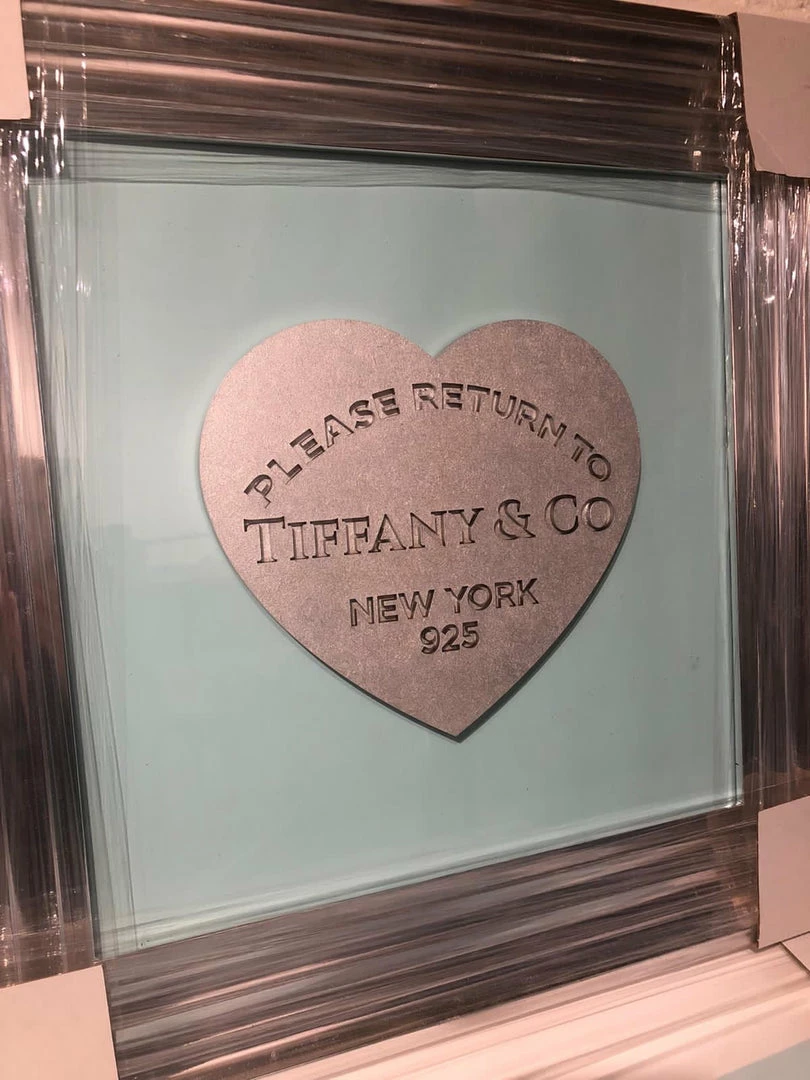 PLEASE RETURN TO
TIFFANY & CO
NEW YORK
925